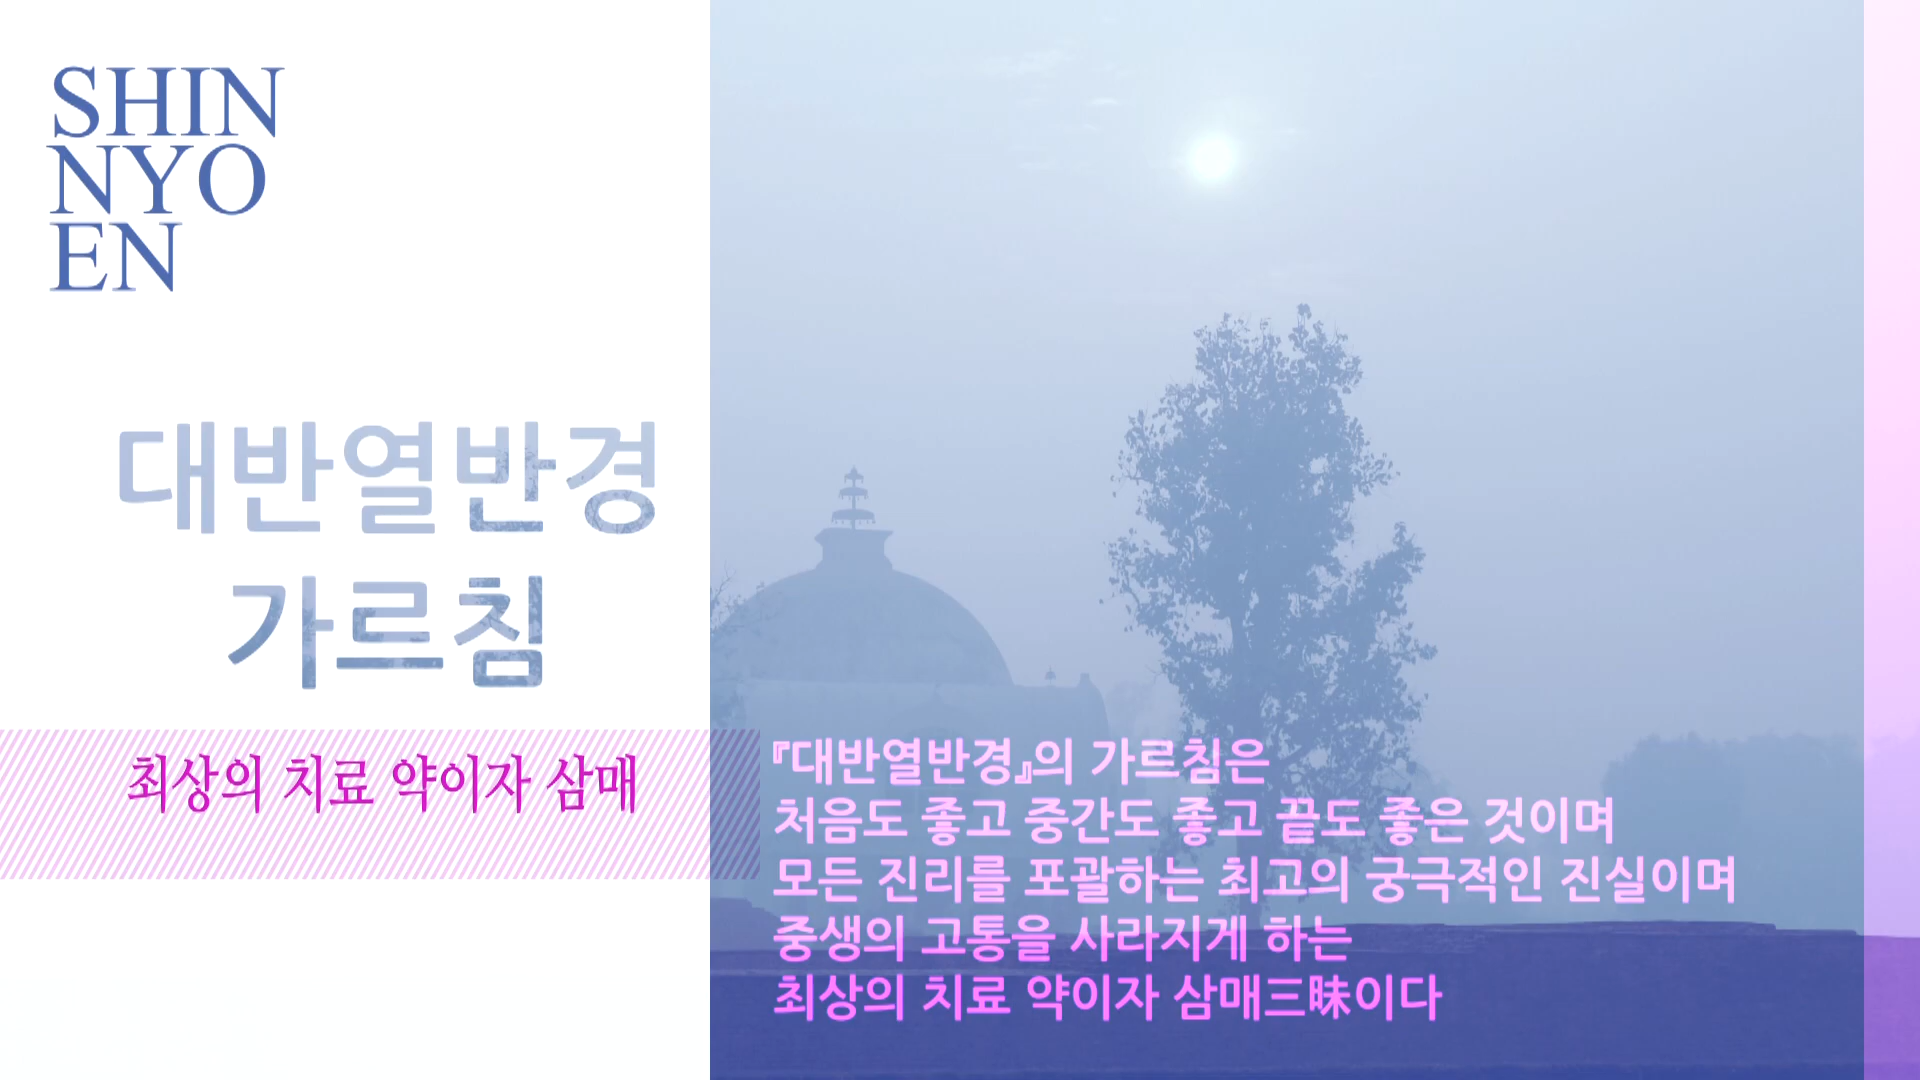 SHIN
NYO
EN
대반열반경
가르침
최상의 치료 약이자 삼매
『대반열반경』의 가르침은
처음도 좋고 중간도 좋고 끝도 좋은 것이며
모든 진리를 포괄하는 최고의 궁극적인 진실이며
중생의 고통을 사라지게 하는
최상의 치료 약이자 삼매三昧이다